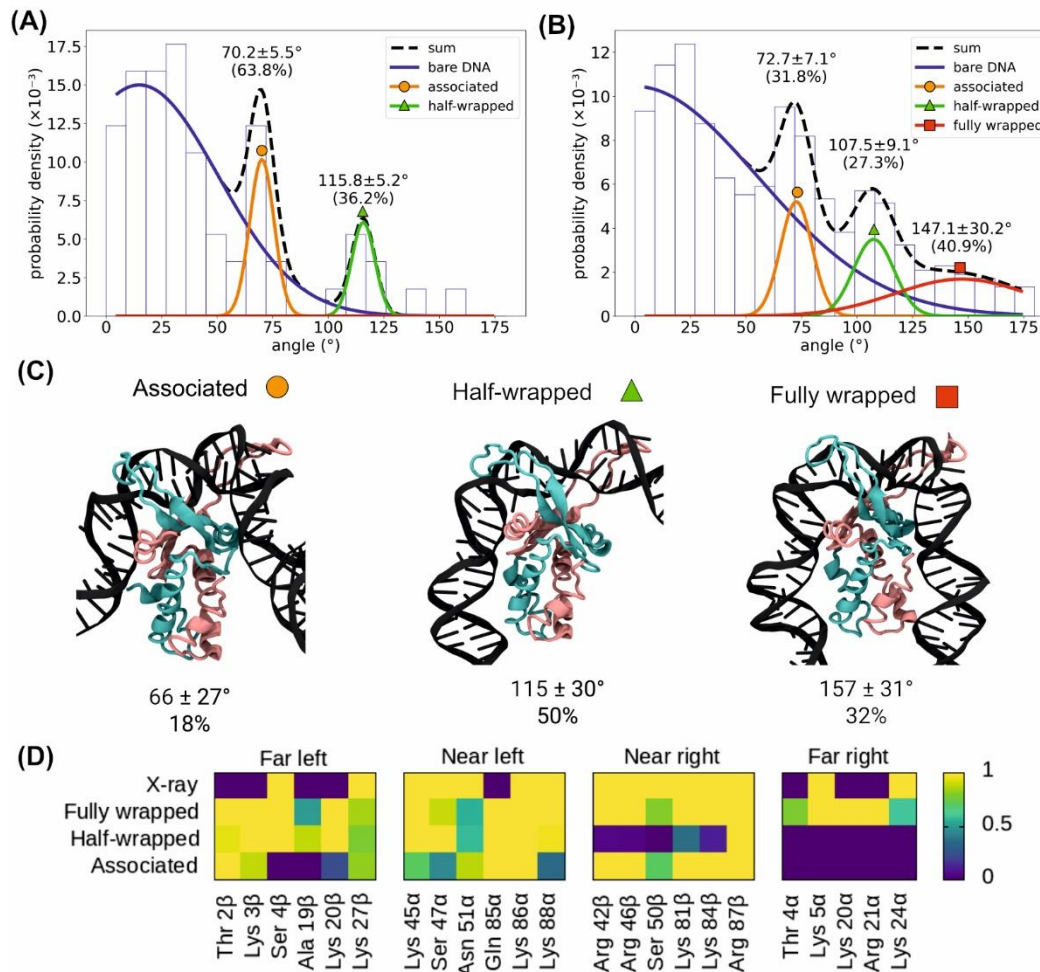 (A)
17.5
15.0
12.5
10.0
7.5
5.0
2.5
0.0
probability density (×10⁻³)
0
25
50
75
100
125
150
175
angle (°)
70.2±5.5°
(63.8%)
115.8±5.2°
(36.2%)
sum
bare DNA
associated
half-wrapped
(B)
12
10
8
6
4
2
0
probability density (×10⁻³)
0
25
50
75
100
125
150
175
angle (°)
72.7±7.1°
(31.8%)
107.5±9.1°
(27.3%)
147.1±30.2°
(40.9%)
sum
bare DNA
associated
half-wrapped
fully wrapped
(C)
Associated
Half-wrapped
Fully wrapped
66 ± 27°
18%
115 ± 30°
50%
157 ± 31°
32%
(D)
Far left
Near left
Near right
Far right
X-ray
Fully wrapped
Half-wrapped
Associated
1
0.5
0
Thr 2β
Lys 3β
Ser 4β
Ala 19β
Lys 20β
Lys 27β
Lys 45α
Ser 47α
Asn 51α
Gln 85α
Lys 86α
Lys 88α
Arg 42β
Arg 46β
Ser 50β
Lys 81β
Lys 84β
Arg 87β
Thr 4α
Lys 5α
Lys 20α
Arg 21α
Lys 24α